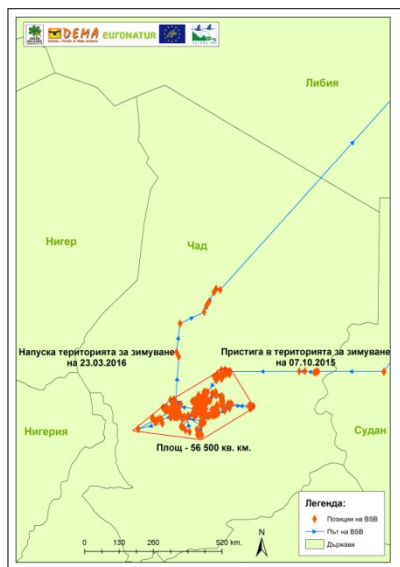 DEMA euronatur
Либия
Нигер
Чад
Напуска територията за зимуване
на 23.03.2016
Пристига в територията за зимуване
на 07.10.2015
Нигерия
Судан
Площ - 56 500 кв. км.
Легенда:
Позиции на BSB
Път на BSB
Държави
0 130 260 520 km.
N